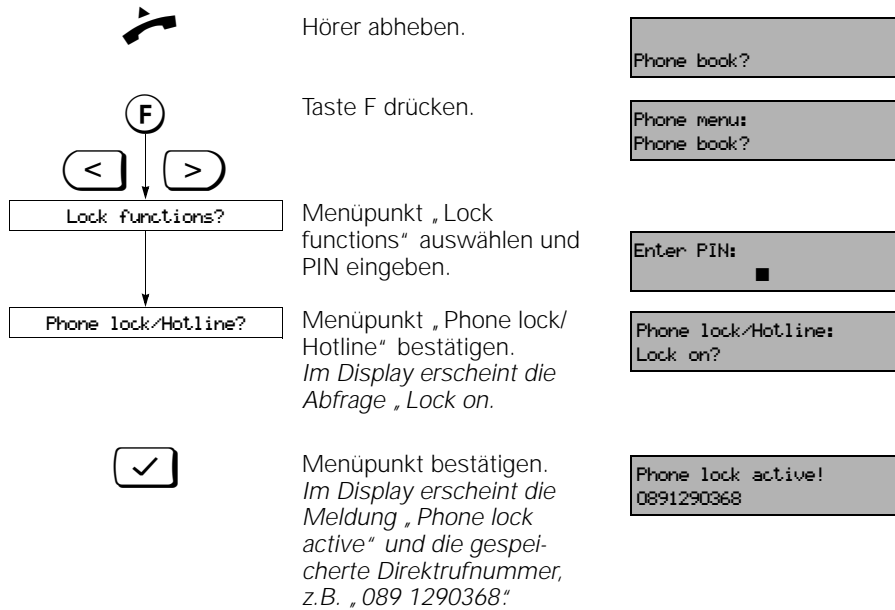 Hörer abheben.
Phone book?
F
Taste F drücken.
Phone menu:
Phone book?
< >
Lock functions?
Menüpunkt „Lock
functions“ auswählen und
PIN eingeben.
Enter PIN:
Phone lock/Hotline?
Menüpunkt „Phone lock/
Hotline“ bestätigen.
Im Display erscheint die
Abfrage „Lock on.
Phone lock/Hotline:
Lock on?
Menüpunkt bestätigen.
Im Display erscheint die
Meldung „Phone lock
active“ und die gespei-
cherte Direktrufnummer,
z.B. „089 1290368“.
Phone lock active!
0891290368